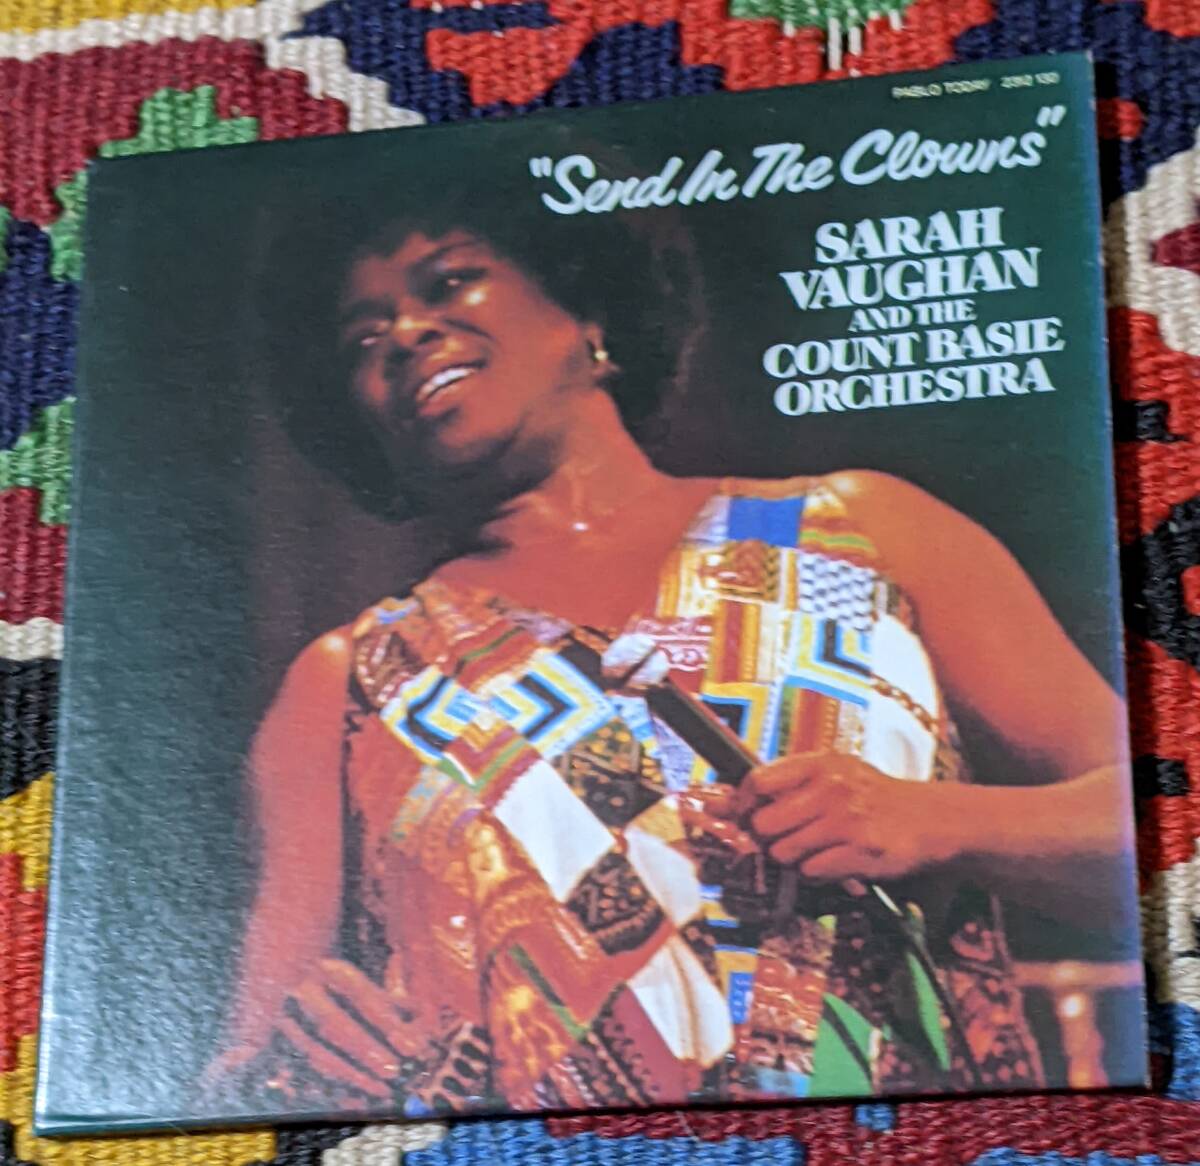 PABLO TODAY 2312 130
"Send In The Clowns"
SARAH
VAUGHAN
AND THE
COUNT BASIE
ORCHESTRA